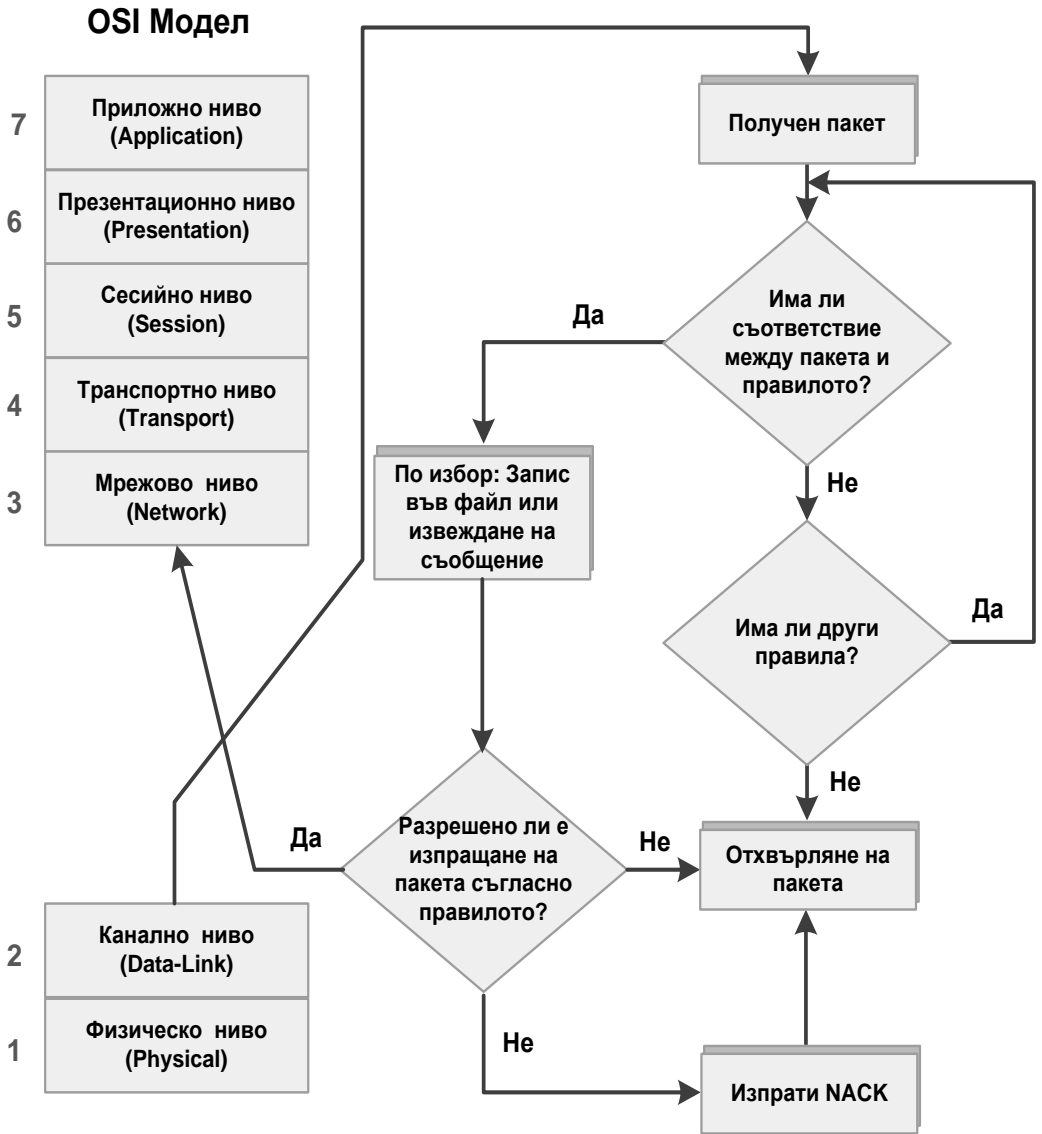 OSI Модел
7
Приложно ниво
(Application)
6
Презентационно ниво
(Presentation)
5
Сесийно ниво
(Session)
4
Транспортно ниво
(Transport)
3
Мрежово ниво
(Network)
2
Канално ниво
(Data-Link)
1
Физическо ниво
(Physical)
Получен пакет
Има ли
съответствие
между пакета и
правилото?
Да
Не
По избор: Запис
във файл или
извеждане на
съобщение
Има ли други
правила?
Да
Не
Разрешено ли е
изпращане на
пакета съгласно
правилото?
Да
Не
Не
Отхвърляне на
пакета
Изпрати NACK